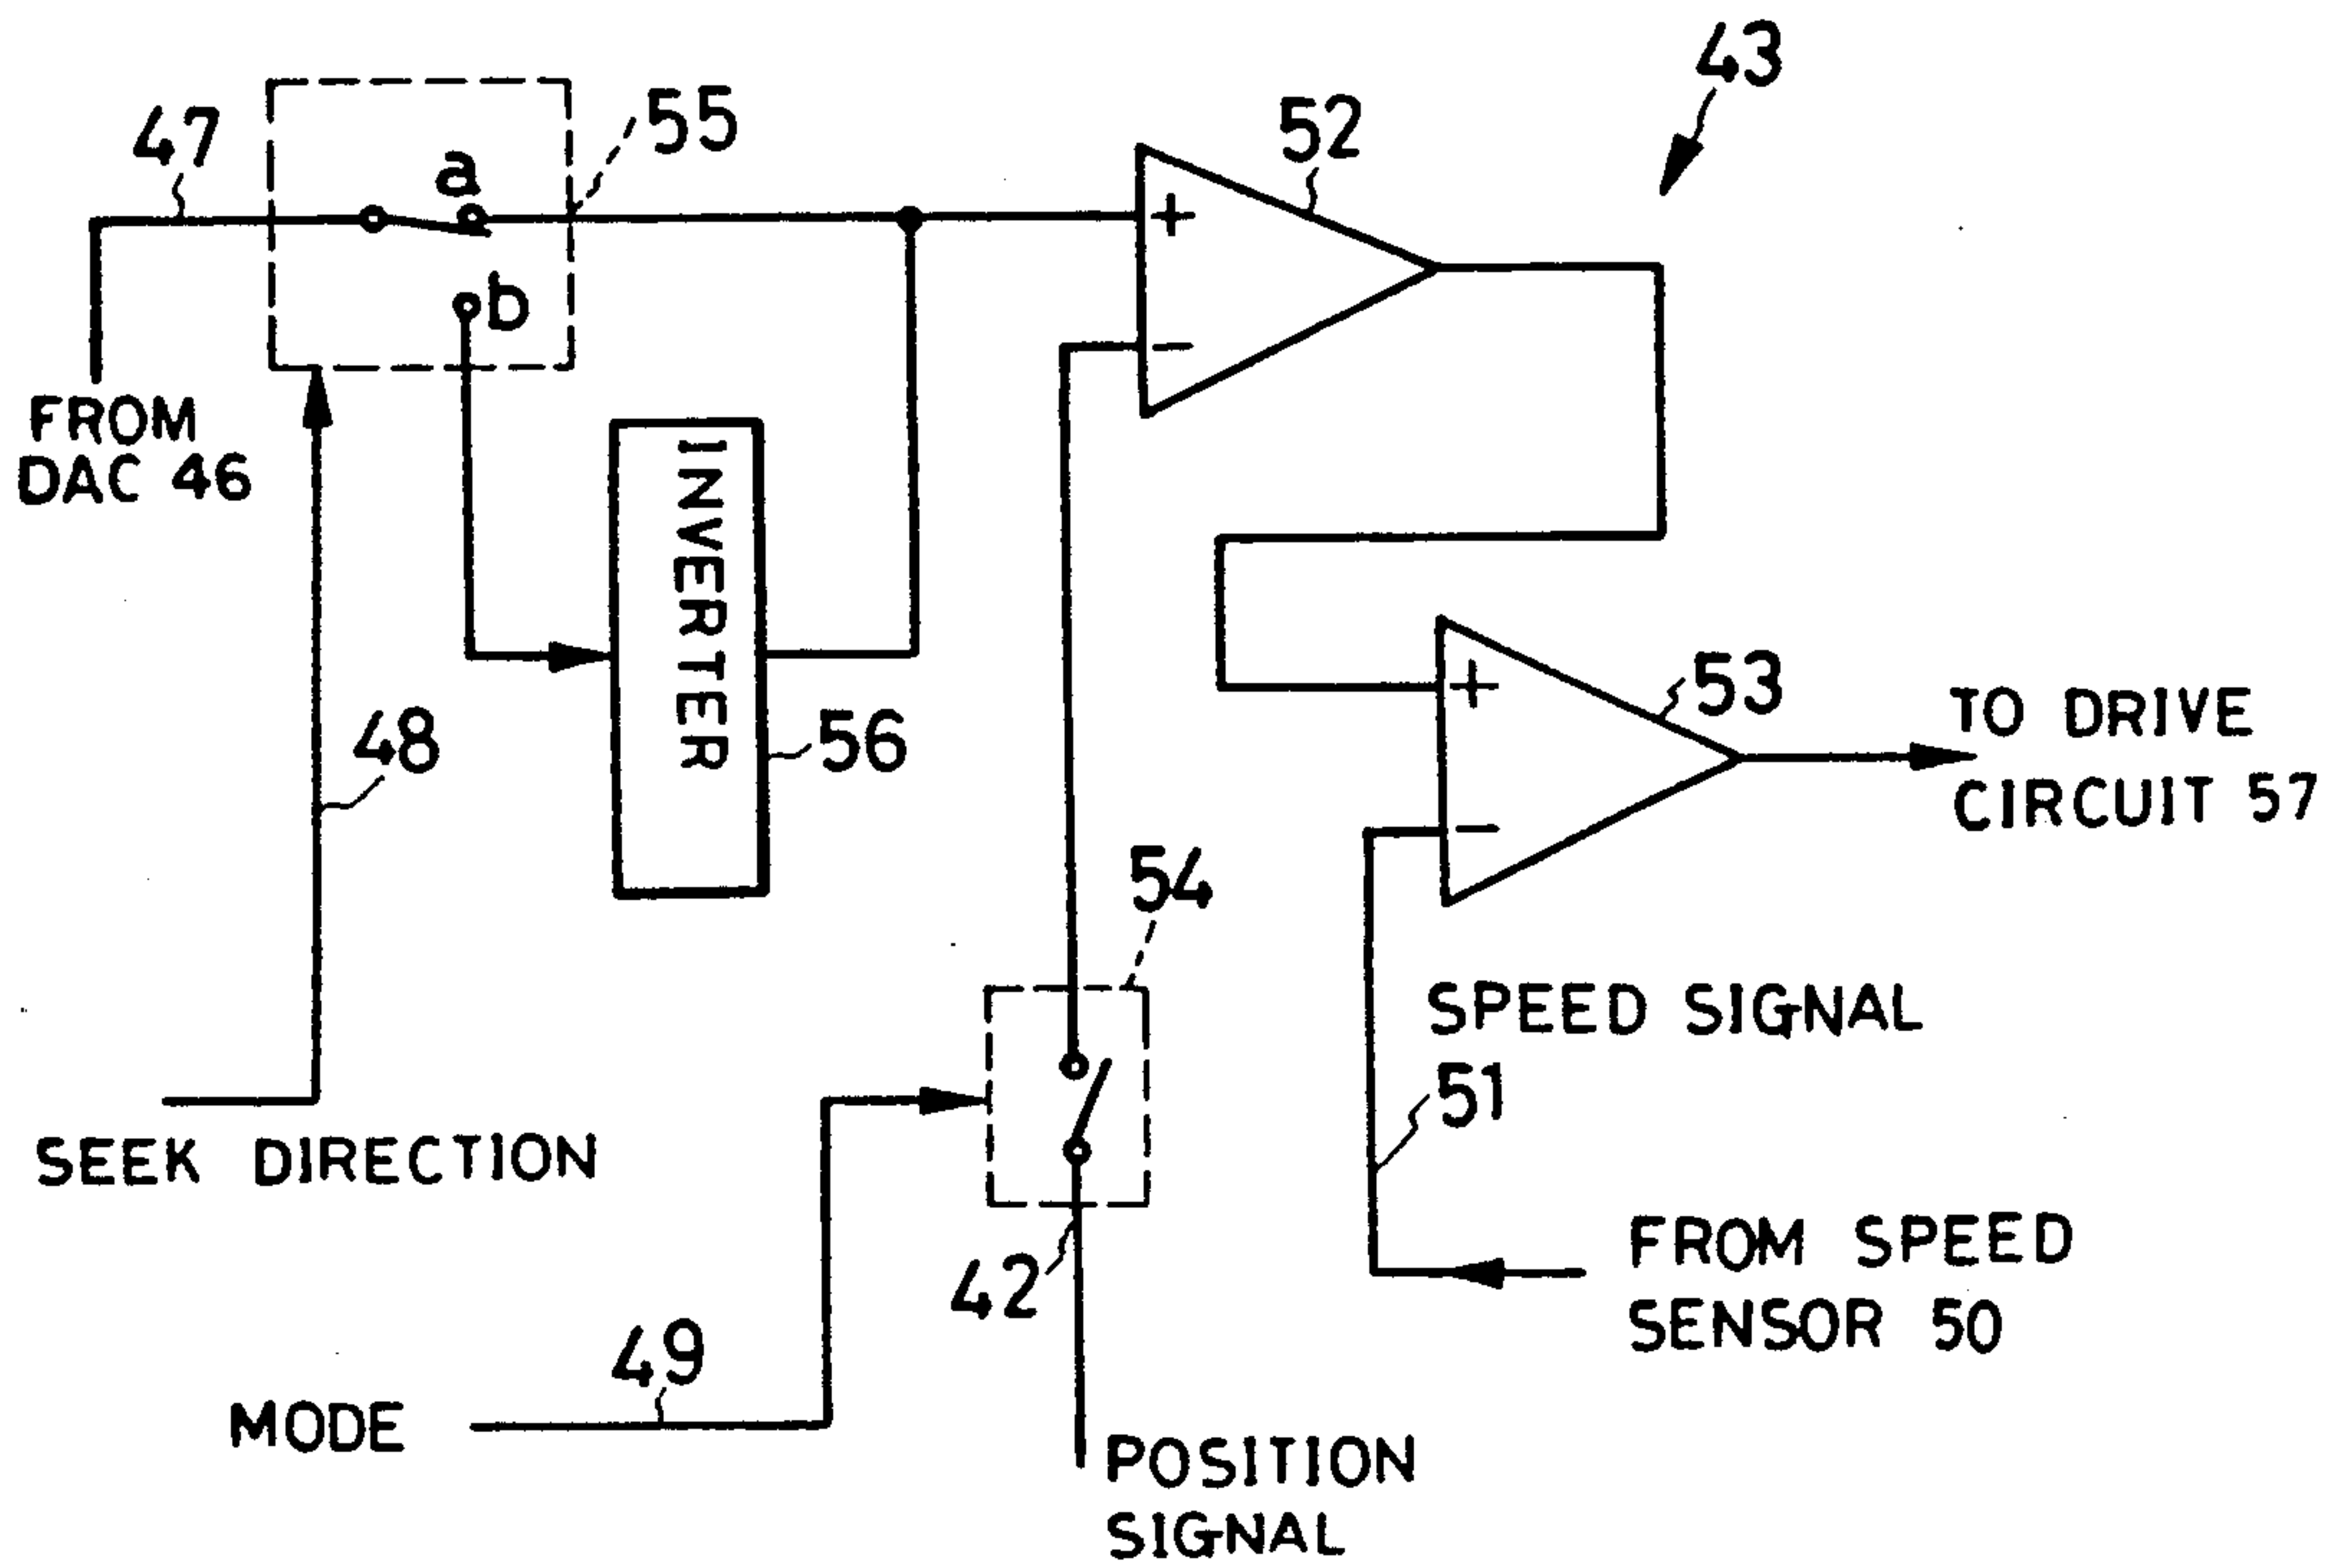 43
52
55
47
a
+
b
-
FROM
DAC 46
INVERTER
+
53
TO DRIVE
CIRCUIT 57
48
56
-
54
SPEED SIGNAL
51
SEEK DIRECTION
FROM SPEED
SENSOR 50
42
49
MODE
POSITION
SIGNAL